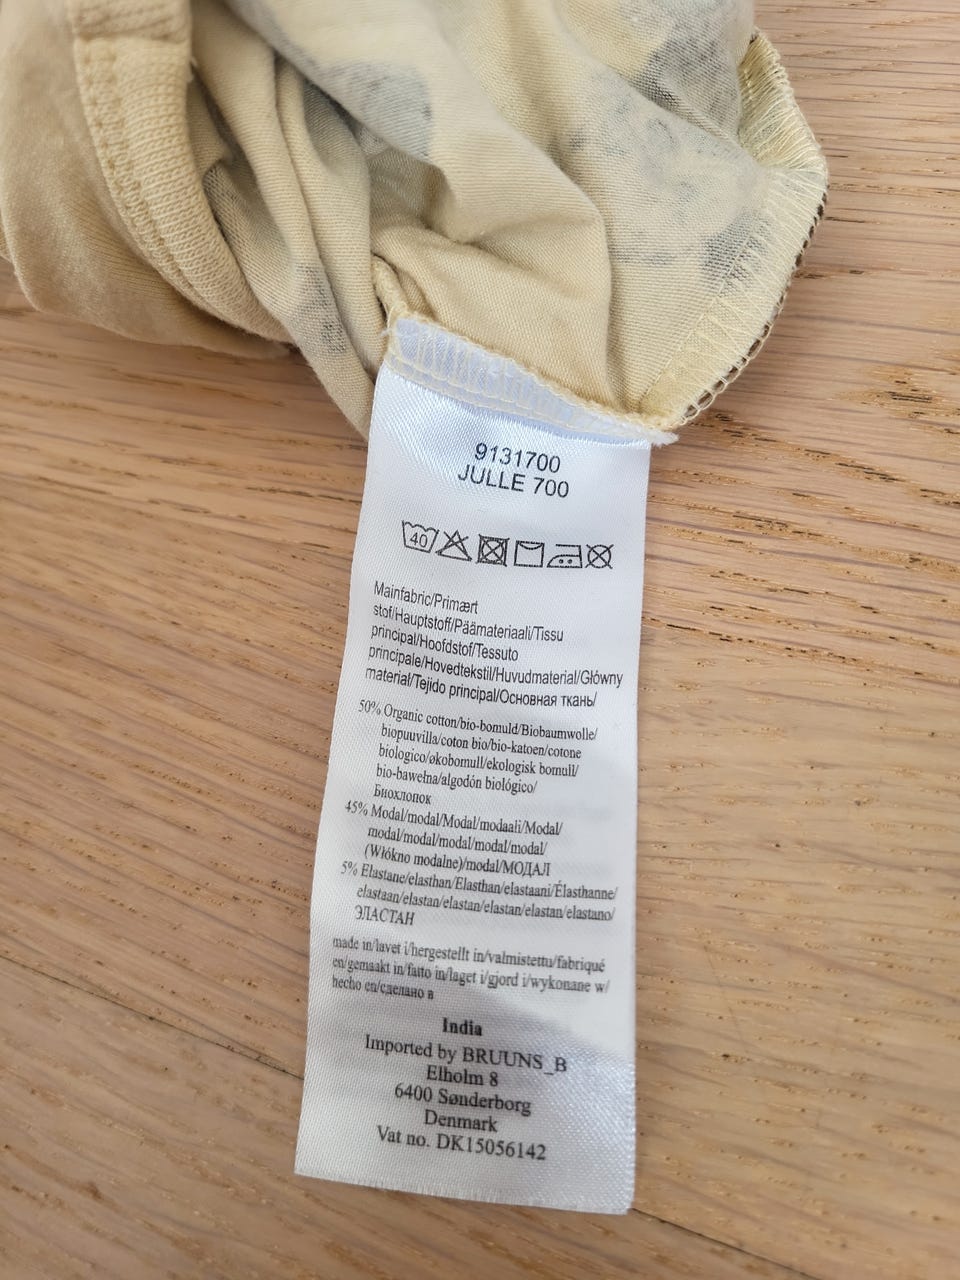 9131700
JULLE 700
40
Mainfabric/Primært
stof/Hauptstoff/Päämateriaali/Tissu
principal/Hoofdstof/Tessuto
principale/Hovedtekstil/Huvudmaterial/Główny
materiał/Tejido principal/Основная ткань/
50% Organic cotton/bio-bomuld/Biobaumwolle/
biopuuvilla/coton bio/bio-katoen/cotone
biologico/økobomull/ekologisk bomull/
bio-bawełna/algodón biológico/
Биохлопок
45% Modal/modal/Modal/modaali/Modal/
modal/modal/modal/modal/modal/
(Włókno modalne)/modal/МОДАЛ
5% Elastane/elasthan/Elasthan/elastaani/Élasthanne/
elastaan/elastan/elastan/elastan/elastan/elastano/
ЭЛАСТАН
made in/lavet i/hergestellt in/valmistettu/fabriqué
en/gemaakt in/fatto in/laget i/gjord i/wykonane w/
hecho en/сделано в
India
Imported by BRUUNS_B
Elholm 8
6400 Sønderborg
Denmark
Vat no. DK15056142